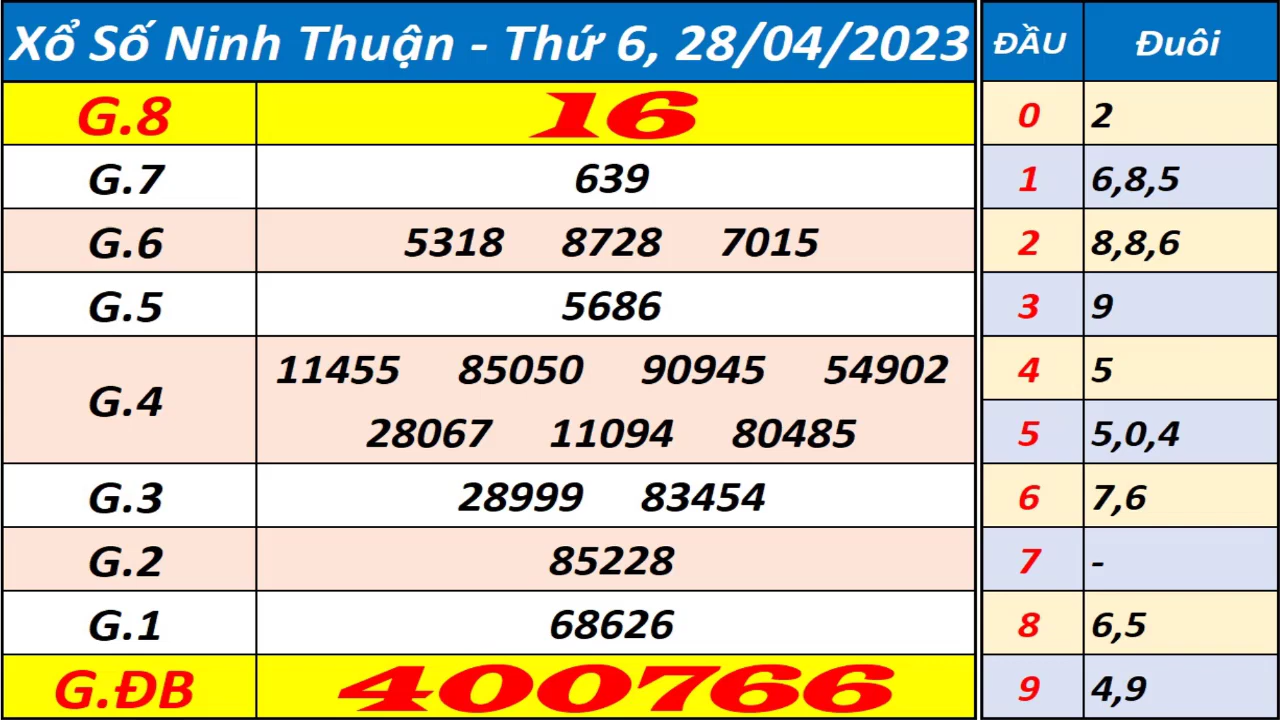 Xổ Số Ninh Thuận - Thứ 6, 28/04/2023
G.8 16
G.7 639
G.6 5318 8728 7015
G.5 5686
G.4 11455 85050 90945 54902
28067 11094 80485
G.3 28999 83454
G.2 85228
G.1 68626
G.ĐB 400766
ĐẦU Đuôi
0 2
1 6,8,5
2 8,8,6
3 9
4 5
5 5,0,4
6 7,6
7 -
8 6,5
9 4,9